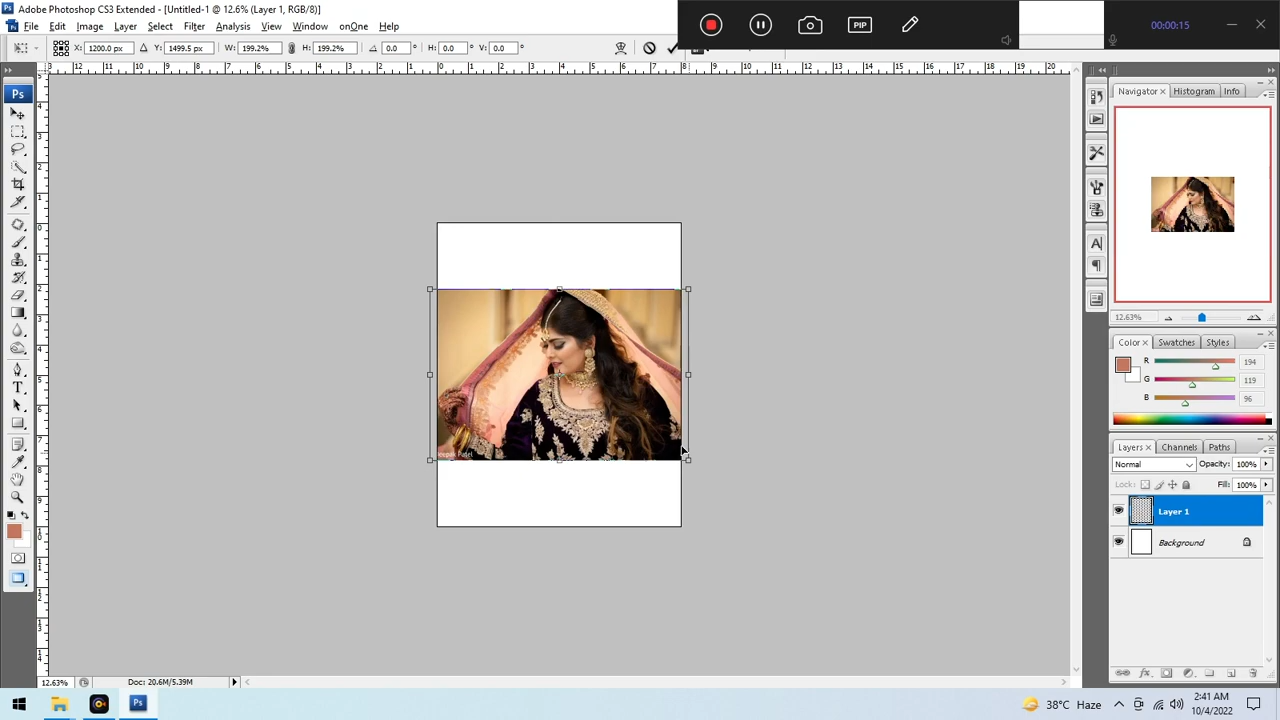 Adobe Photoshop CS3 Extended - [Untitled-1 @ 12.6% (Layer 1, RGB/8)]
File Edit Image Layer Select Filter Analysis View Window onOne Help
X: 1200.0 px Y: 1499.5 px W: 199.2% H: 199.2% 0.0 ° H: 0.0 ° V: 0.0 °
PIP
00:00:15
Ps
Navigator × Histogram Info
12.63%
Color × Swatches Styles
R 194
G 119
B 96
Layers × Channels Paths
Normal Opacity: 100%
Lock: Fill: 100%
Layer 1
Background
Deepak Patel
12.63% Doc: 20.6M/5.39M
38°C Haze 2:41 AM
10/4/2022